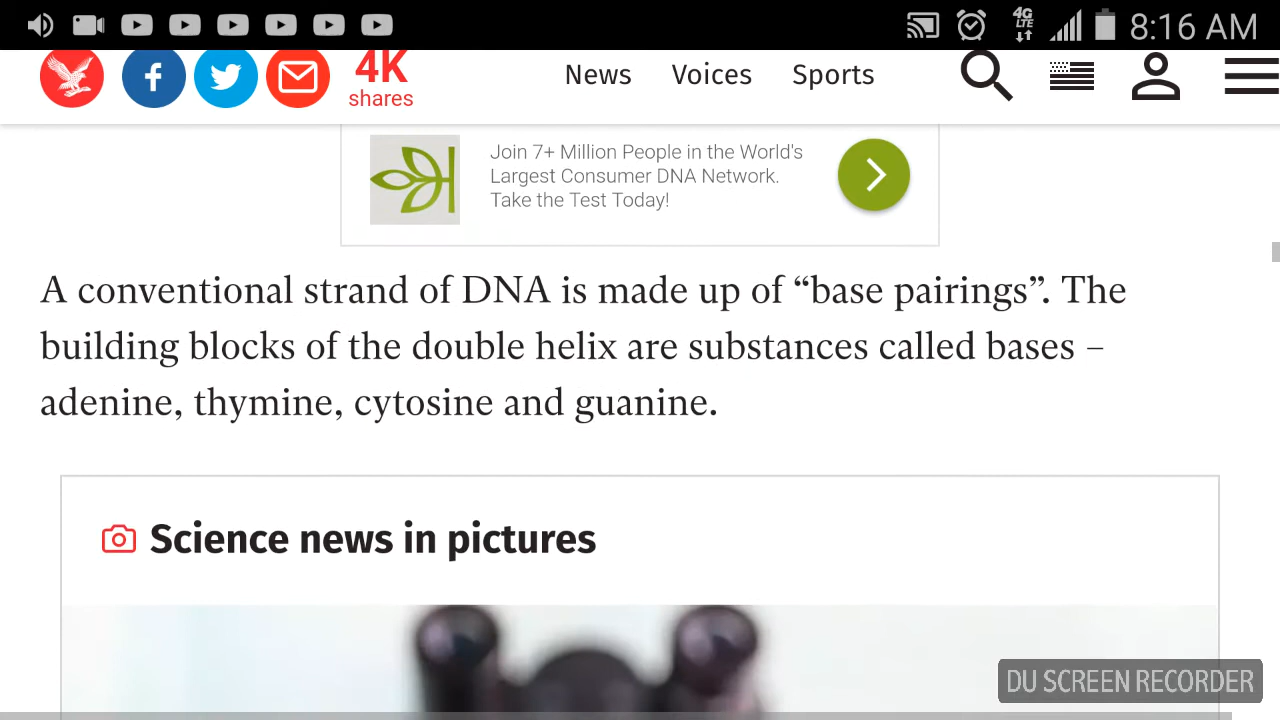 4G
LTE
8:16 AM
f
4K
shares
News Voices Sports
Join 7+ Million People in the World's
Largest Consumer DNA Network.
Take the Test Today!
A conventional strand of DNA is made up of “base pairings”. The
building blocks of the double helix are substances called bases –
adenine, thymine, cytosine and guanine.
Science news in pictures
DU SCREEN RECORDER